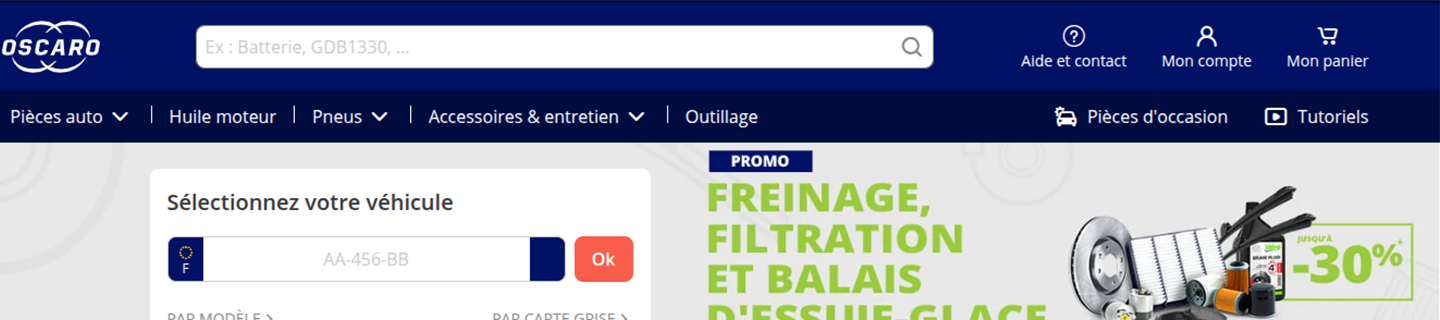 OSCARO
Ex : Batterie, GDB1330, ...
Aide et contact
Mon compte
Mon panier
Pièces auto
Huile moteur
Pneus
Accessoires & entretien
Outillage
Pièces d'occasion
Tutoriels
Sélectionnez votre véhicule
F
AA-456-BB
Ok
PAR MODÈLE
PAR CARTE GRISE
PROMO
FREINAGE,
FILTRATION
ET BALAIS
D'ESSUIE-GLACE
JUSQU'À
-30%*